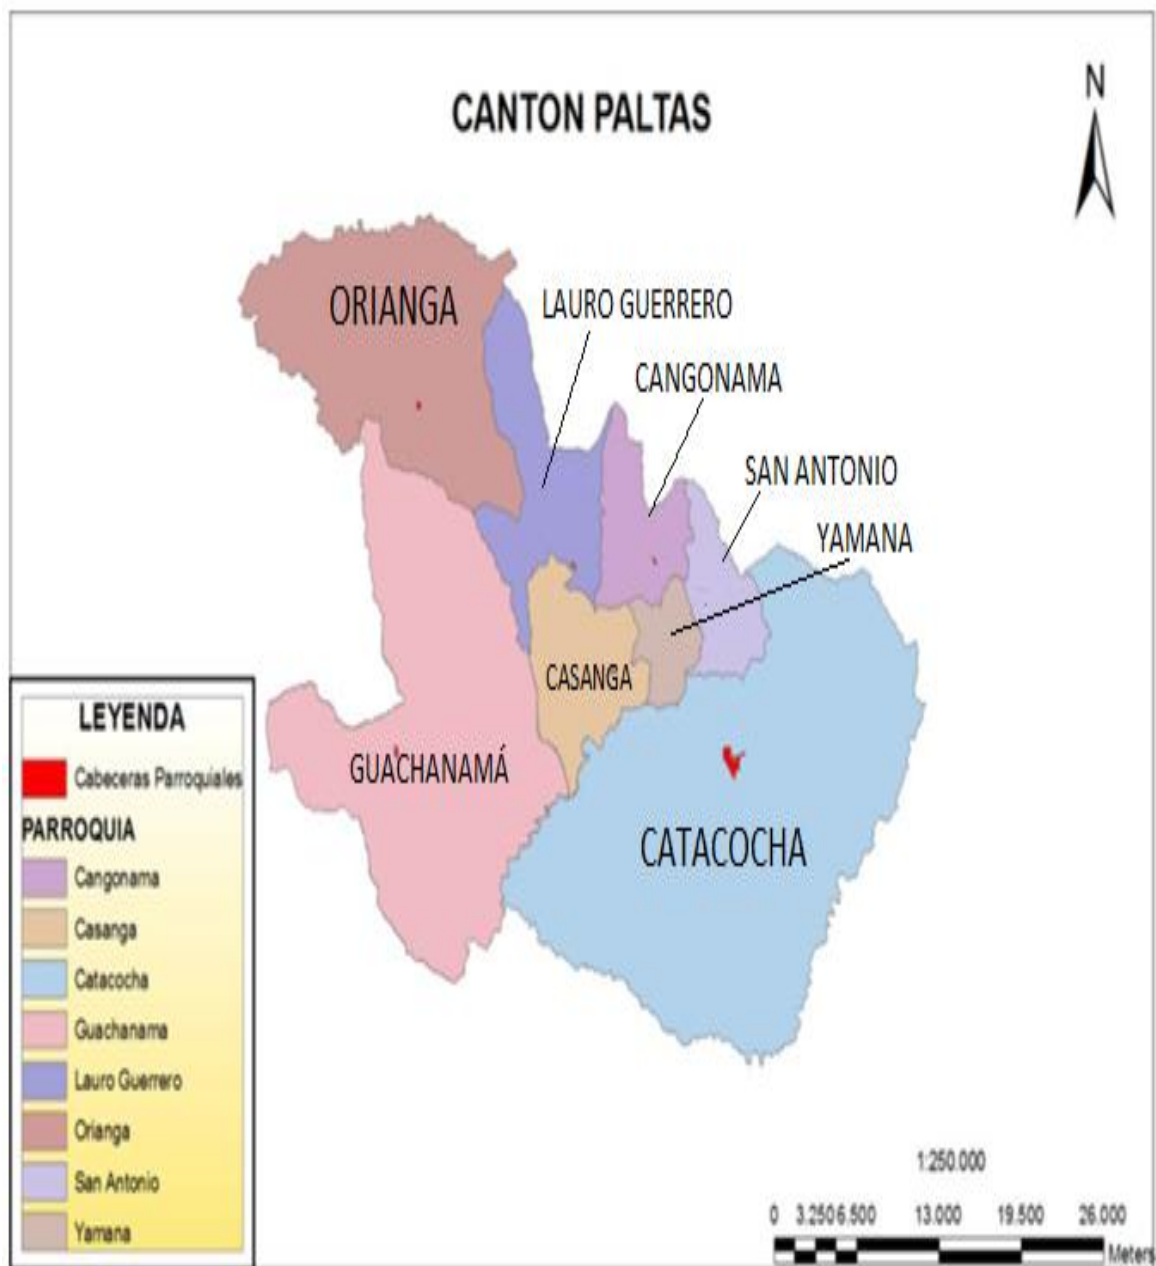 CANTON PALTAS
N
ORIANGA
LAURO GUERRERO
CANGONAMA
SAN ANTONIO
YAMANA
CASANGA
GUACHANAMÁ
CATACOCHA
LEYENDA
Cabeceras Parroquiales
PARROQUIA
Cangonama
Casanga
Catacocha
Guachanama
Lauro Guerrero
Orianga
San Antonio
Yamana
1:250.000
0 3.250 6.500 13.000 19.500 26.000
Meters